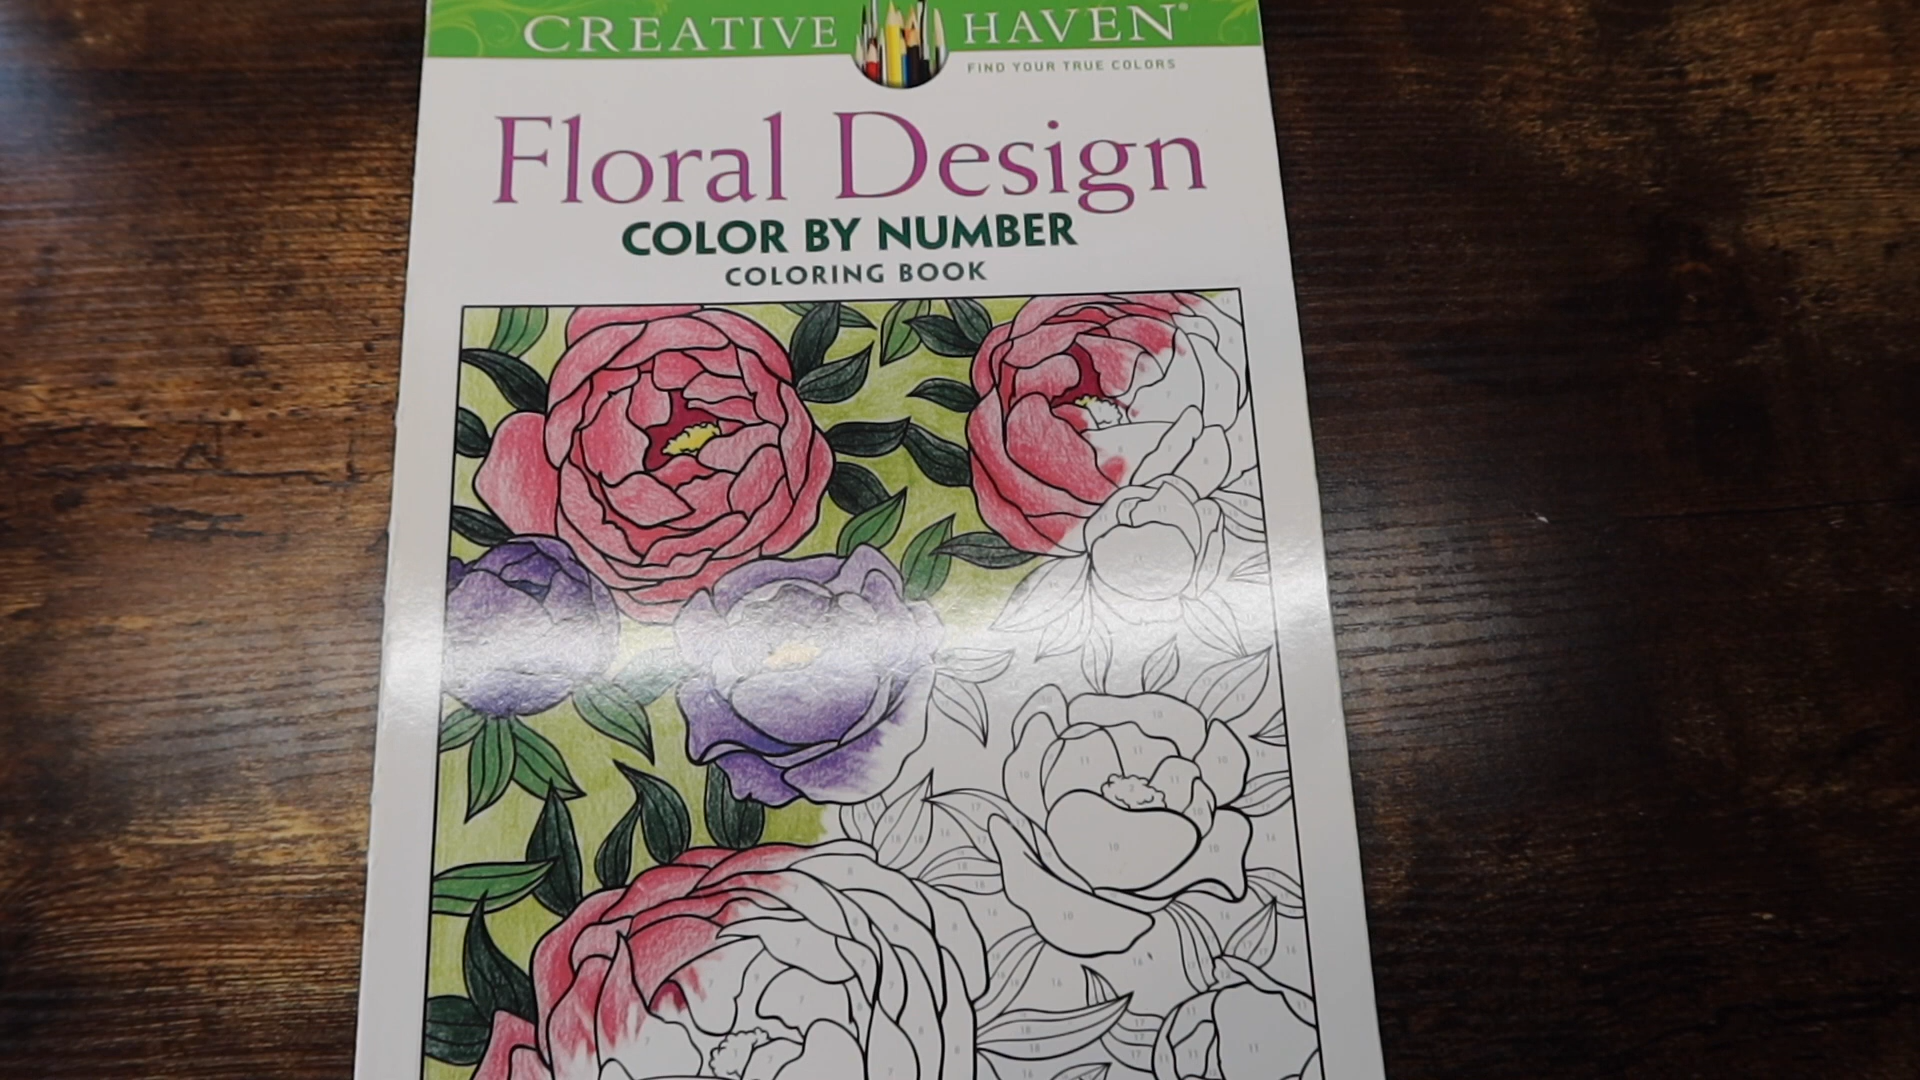 CREATIVE HAVEN®
FIND YOUR TRUE COLORS
Floral Design
COLOR BY NUMBER
COLORING BOOK